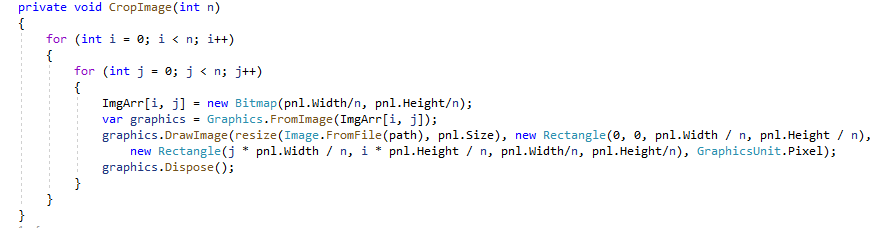 private void CropImage(int n)
{
for (int i = 0; i < n; i++)
{
for (int j = 0; j < n; j++)
{
ImgArr[i, j] = new Bitmap(pnl.Width/n, pnl.Height/n);
var graphics = Graphics.FromImage(ImgArr[i, j]);
graphics.DrawImage(resize(Image.FromFile(path), pnl.Size), new Rectangle(0, 0, pnl.Width / n, pnl.Height / n),
new Rectangle(j * pnl.Width / n, i * pnl.Height / n, pnl.Width/n, pnl.Height/n), GraphicsUnit.Pixel);
graphics.Dispose();
}
}
}